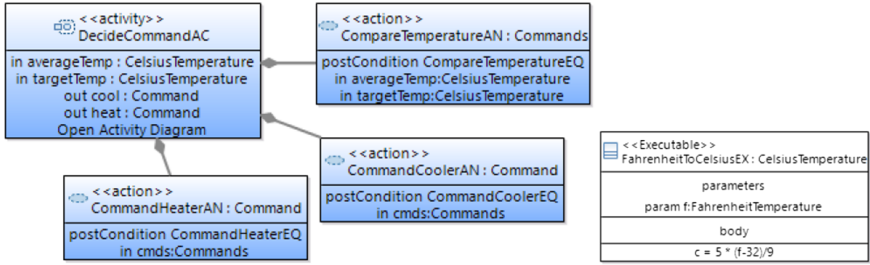 <<activity>>
DecideCommandAC
in averageTemp : CelsiusTemperature
in targetTemp : CelsiusTemperature
out cool : Command
out heat : Command
Open Activity Diagram
<<action>>
CompareTemperatureAN : Commands
postCondition CompareTemperatureEQ
in averageTemp:CelsiusTemperature
in targetTemp:CelsiusTemperature
<<action>>
CommandCoolerAN : Command
postCondition CommandCoolerEQ
in cmds:Commands
<<action>>
CommandHeaterAN : Command
postCondition CommandHeaterEQ
in cmds:Commands
<<Executable>>
FahrenheitToCelsiusEX : CelsiusTemperature
parameters
param f:FahrenheitTemperature
body
c = 5 * (f-32)/9